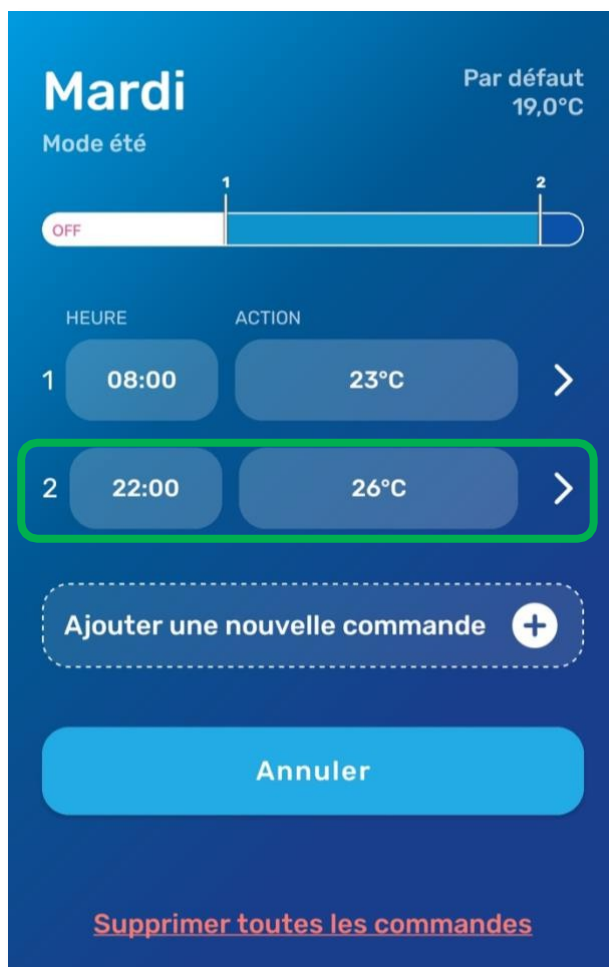 Mardi
Par défaut
19,0°C
Mode été
1
2
OFF
HEURE
ACTION
1
08:00
23°C
2
22:00
26°C
Ajouter une nouvelle commande
Annuler
Supprimer toutes les commandes